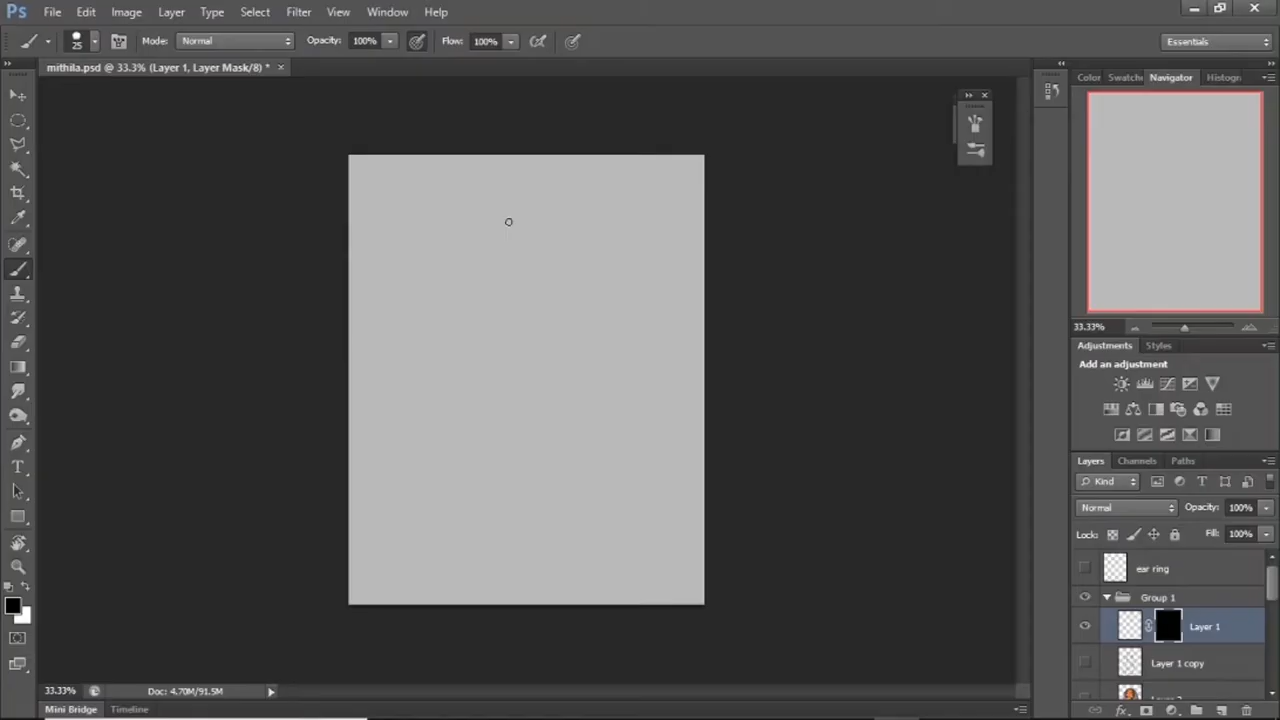 Ps File Edit Image Layer Type Select Filter View Window Help
25 Mode: Normal Opacity: 100% Flow: 100% Essentials
mithila.psd @ 33.3% (Layer 1, Layer Mask/8) * ×
Color Swatche Navigator Histogr
33.33%
Adjustments Styles
Add an adjustment
Layers Channels Paths
Kind
Normal Opacity: 100%
Lock: Fill: 100%
ear ring
Group 1
Layer 1
Layer 1 copy
33.33% Doc: 4.70M/91.5M
Mini Bridge Timeline